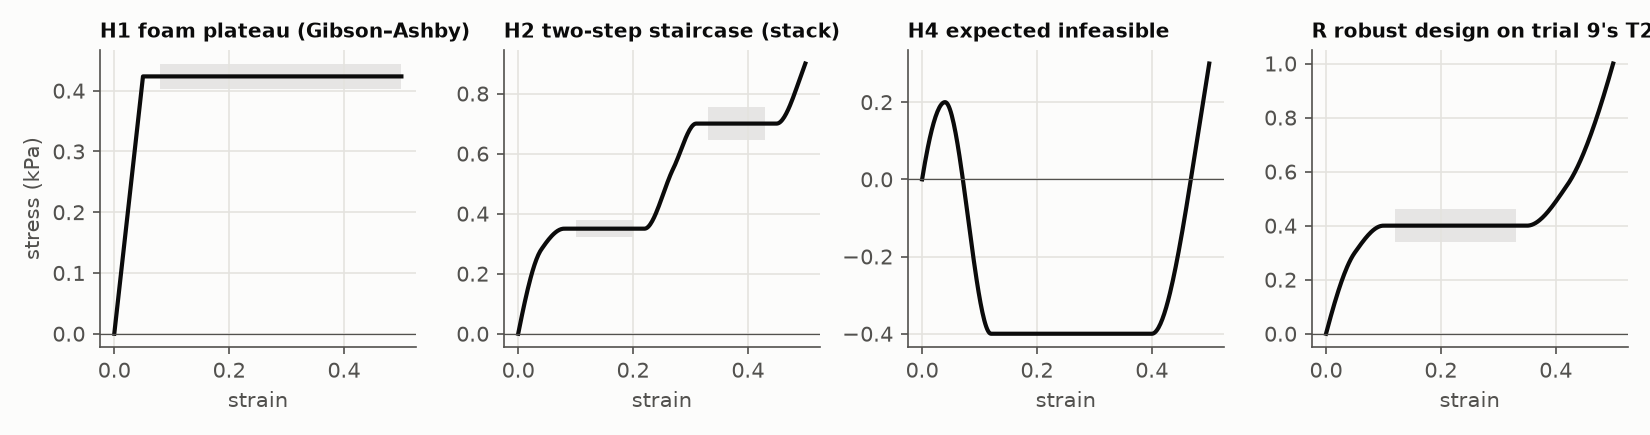 H1 foam plateau (Gibson–Ashby)
stress (kPa)
0.4
0.3
0.2
0.1
0.0
0.0 0.2 0.4
strain
H2 two-step staircase (stack)
0.8
0.6
0.4
0.2
0.0
0.0 0.2 0.4
strain
H4 expected infeasible
0.2
0.0
−0.2
−0.4
0.0 0.2 0.4
strain
R robust design on trial 9's T2
1.0
0.8
0.6
0.4
0.2
0.0
0.0 0.2 0.4
strain